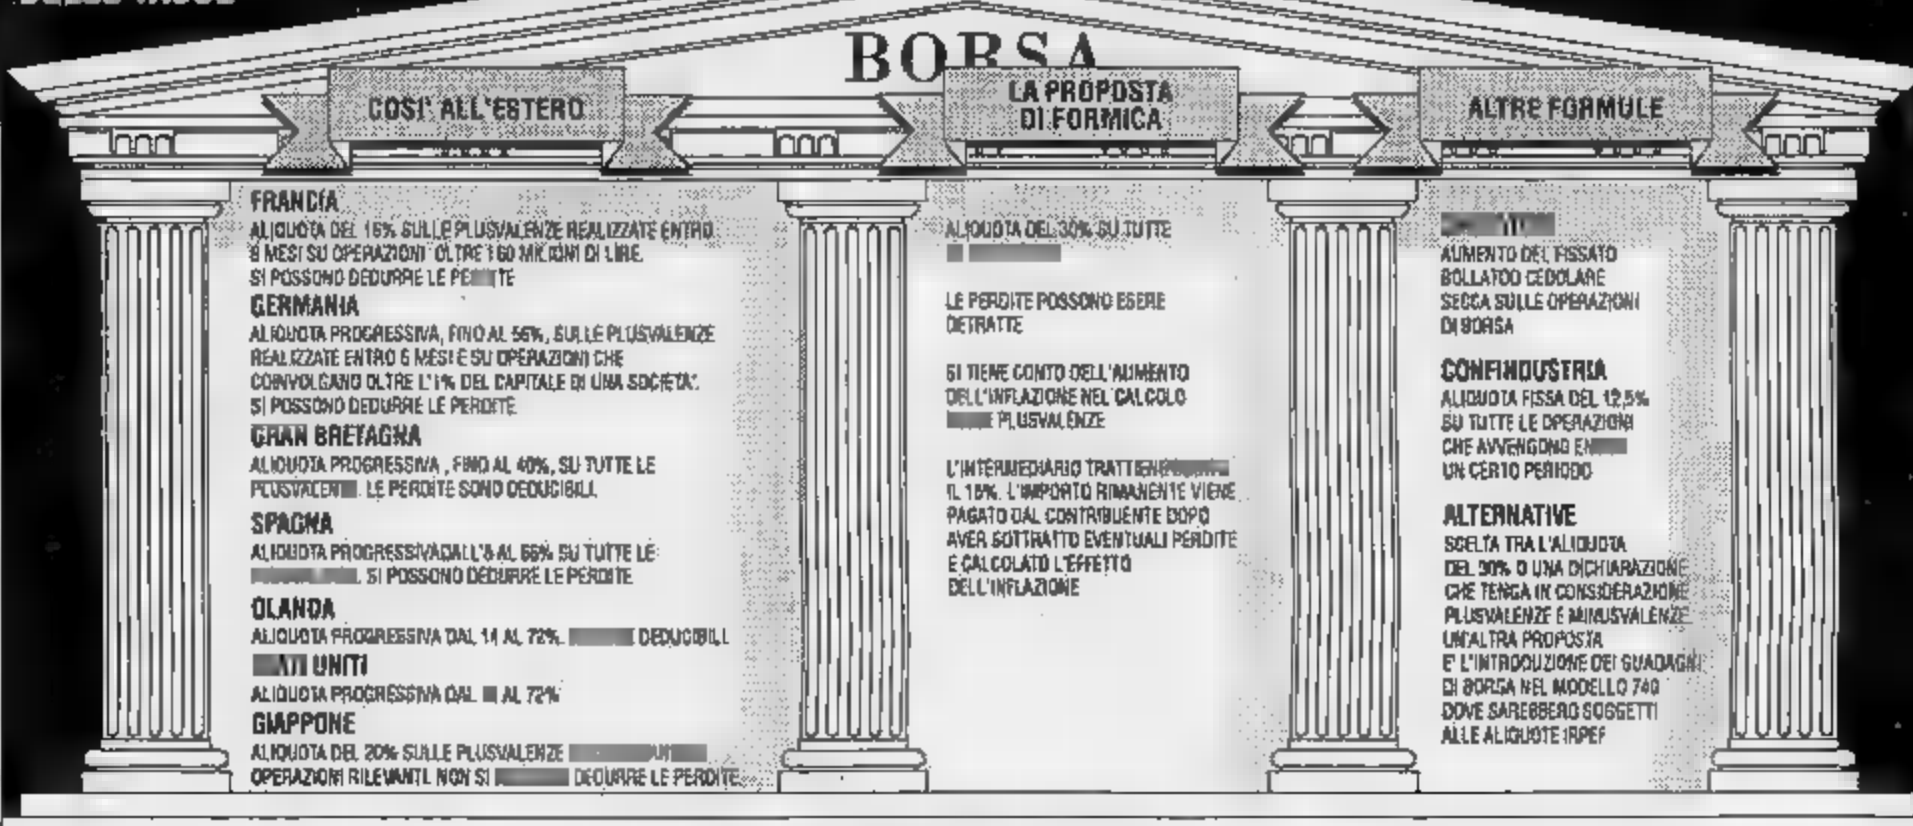 BORSA
COSI' ALL'ESTERO
FRANCIA
ALIQUOTA DEL 15% SULLE PLUSVALENZE REALIZZATE ENTRO
MESI SU OPERAZIONI OLTRE 160 MILIONI DI LIRE.
SI POSSONO DEDURRE LE
GERMANIA
ALIQUOTA PROGRESSIVA, FINO AL 56%, SULLE PLUSVALENZE
REALIZZATE ENTRO 6 MESI E SU OPERAZIONI CHE
COINVOLGANO OLTRE L'1% DEL CAPITALE DI UNA SOCIETA'.
SI POSSONO DEDURRE LE PERDITE
GRAN BRETAGNA
ALIQUOTA PROGRESSIVA , FINO AL 40%, SU TUTTE LE
LE PERDITE SONO DEDUCIBILI.
SPAGNA
ALIQUOTA PROGRESSIVA DALL'8 AL 56% SU TUTTE LE
SI POSSONO DEDURRE LE PERDITE
OLANDA
ALIQUOTA PROGRESSIVA DAL 14 AL 72%. DEDUCIBILI.
UNITI
ALIQUOTA PROGRESSIVA DAL AL 72%
GIAPPONE
ALIQUOTA DEL 20% SULLE PLUSVALENZE
OPERAZIONI RILEVANTI. NON SI DEDURRE LE PERDITE.
LA PROPOSTA
DI FORMICA
ALIQUOTA DEL 30% SU TUTTE
LE PERDITE POSSONO ESERE
DETRATTE
SI TIENE CONTO DELL'AUMENTO
DELL'INFLAZIONE NEL CALCOLO
PLUSVALENZE
L'INTERMEDIARIO
IL 15%. L'IMPORTO RIMANENTE VIENE
PAGATO DAL CONTRIBUENTE DOPO
AVER SOTTRATTO EVENTUALI PERDITE
E CALCOLATO L'EFFETTO
DELL'INFLAZIONE
ALTRE FORMULE
AUMENTO DEL FISSATO
BOLLATOO CEDOLARE
SECCA SULLE OPERAZIONI
DI BORSA
CONFINDUSTRIA
ALIQUOTA FISSA DEL 12,5%
SU TUTTE LE OPERAZIONI
CHE AVVENGONO
UN CERTO PERIODO
ALTERNATIVE
SCELTA TRA L'ALIQUOTA
DEL 30% O UNA DICHIARAZIONE
CHE TENGA IN CONSIDERAZIONE
PLUSVALENZE E MINUSVALENZE.
UN'ALTRA PROPOSTA
E' L'INTRODUZIONE DEI GUADAGNI
DI BORSA NEL MODELLO 740
DOVE SAREBBERO SOGGETTI
ALLE ALIQUOTE IRPEF